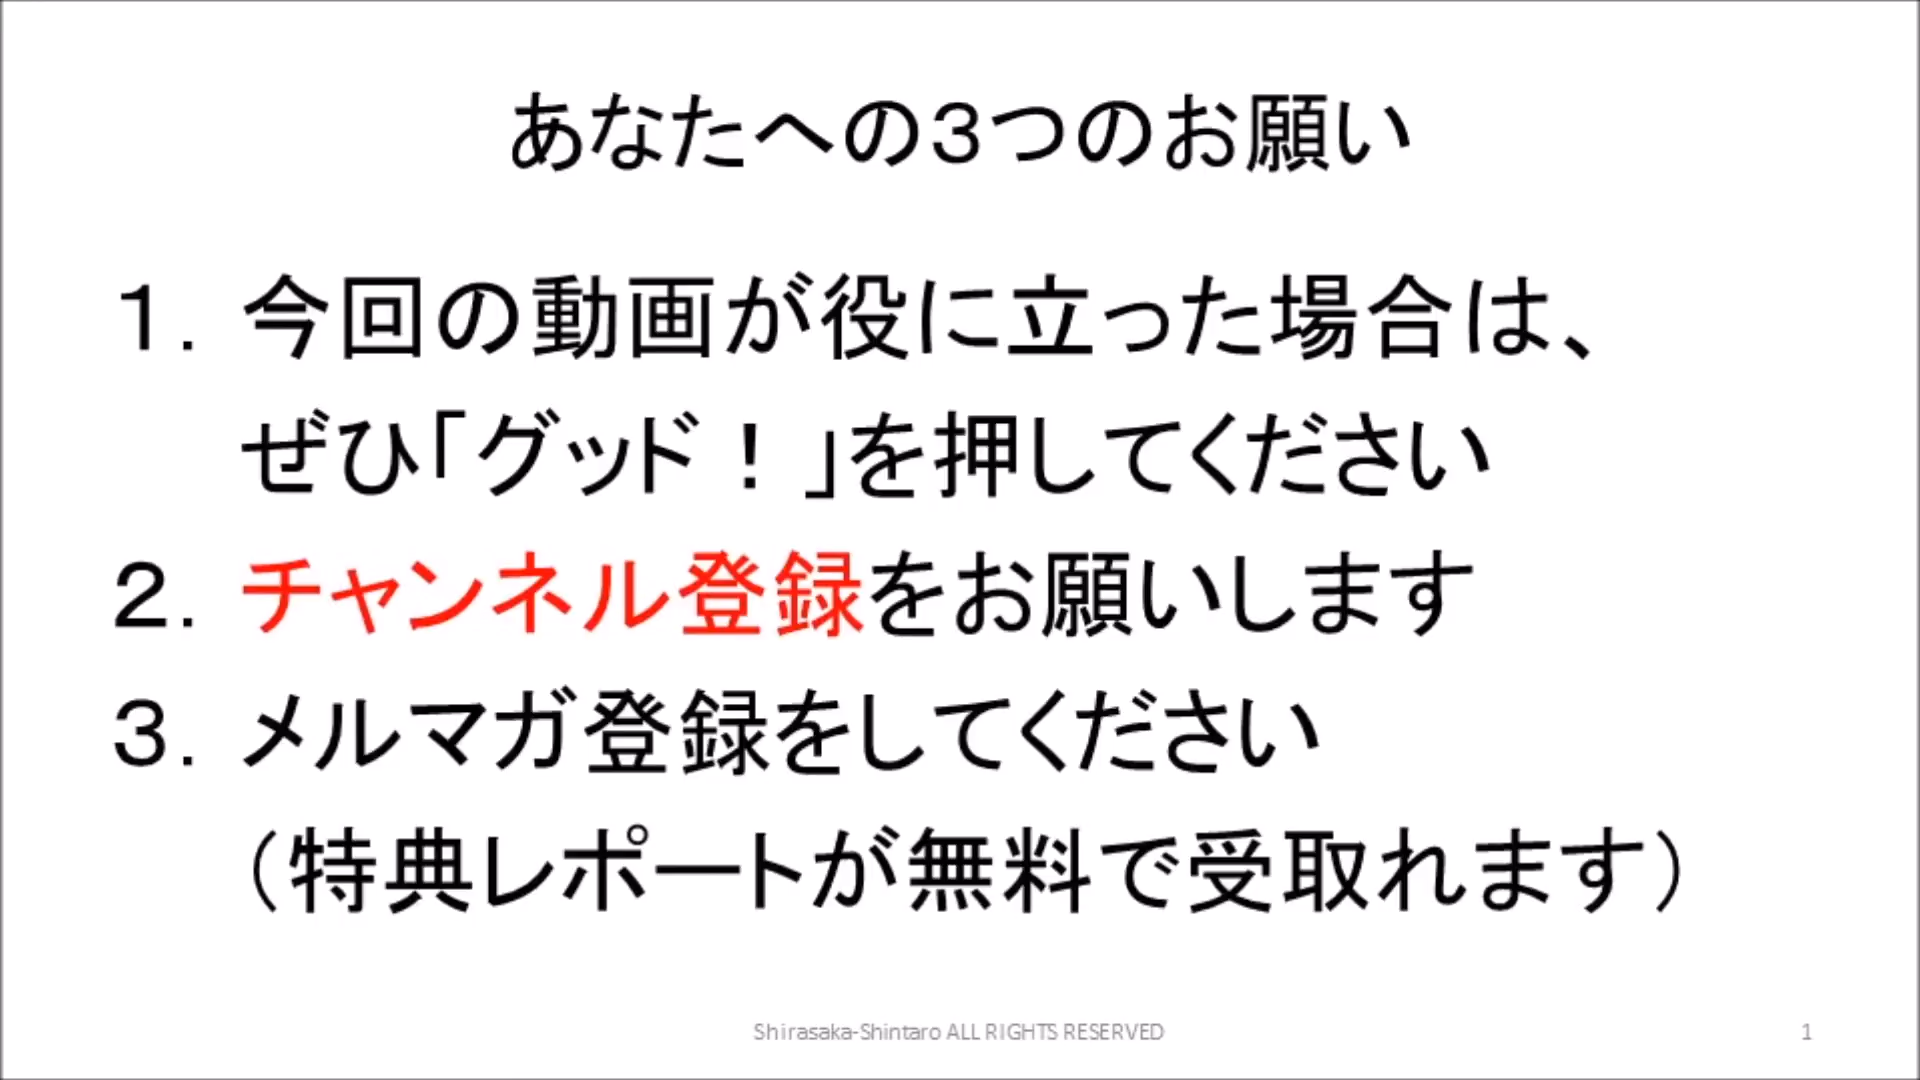 あなたへの３つのお願い
１．今回の動画が役に立った場合は、
ぜひ「グッド！」を押してください
２．チャンネル登録をお願いします
３．メルマガ登録をしてください
（特典レポートが無料で受取れます）
Shirasaka-Shintaro ALL RIGHTS RESERVED
1